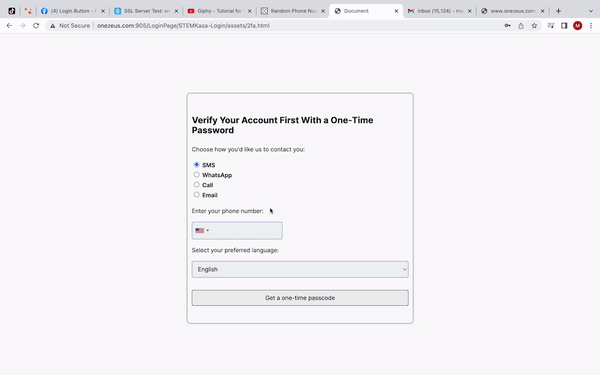 (4) Login Button -
SSL Server Test:
Giphy - Tutorial for
Random Phone Nu
Document
Inbox (15,124) -
www.onezeus.com:
Not Secure
onezeus.com:905/LoginPage/STEMKasa-Login/assets/2fa.html
M
Verify Your Account First With a One-Time
Password
Choose how you'd like us to contact you:
SMS
WhatsApp
Call
Email
Enter your phone number:
Select your preferred language:
English
Get a one-time passcode